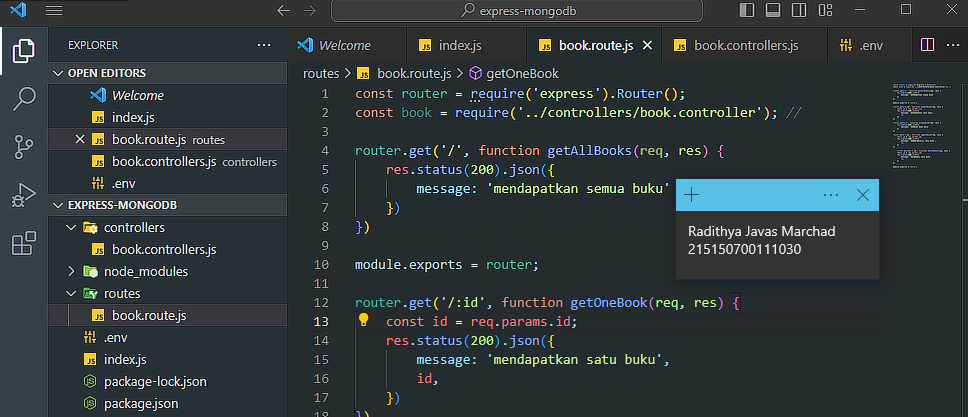 express-mongodb
EXPLORER
OPEN EDITORS
Welcome
index.js
book.route.js routes
book.controllers.js controllers
.env
EXPRESS-MONGODB
controllers
book.controllers.js
node_modules
routes
book.route.js
.env
index.js
package-lock.json
package.json
Welcome
index.js
book.route.js
book.controllers.js
.env
routes > book.route.js > getOneBook
1 const router = require('express').Router();
2 const book = require('../controllers/book.controller'); //
3
4 router.get('/', function getAllBooks(req, res) {
5 res.status(200).json({
6 message: 'mendapatkan semua buku'
7 })
8 })
9
10 module.exports = router;
11
12 router.get('/:id', function getOneBook(req, res) {
13 const id = req.params.id;
14 res.status(200).json({
15 message: 'mendapatkan satu buku',
16 id,
17 })
18 })
Radithya Javas Marchad
215150700111030